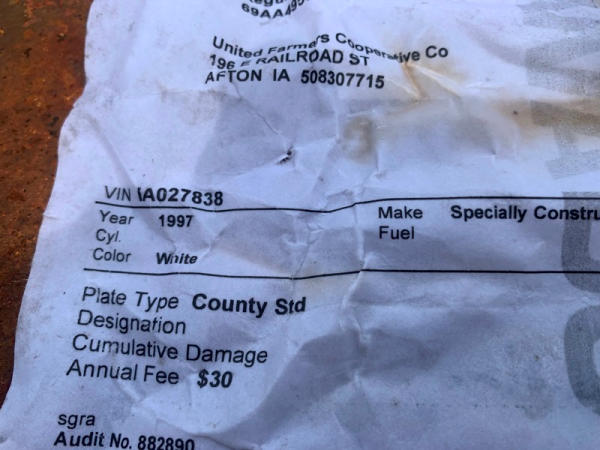 69AA49
United Farmers Cooperative Co
196 E RAILROAD ST
AFTON IA 508307715
VIN IA027838
Year 1997 Make Specially Constru
Cyl. Fuel
Color White
Plate Type County Std
Designation
Cumulative Damage
Annual Fee $30
sgra
Audit No. 882890